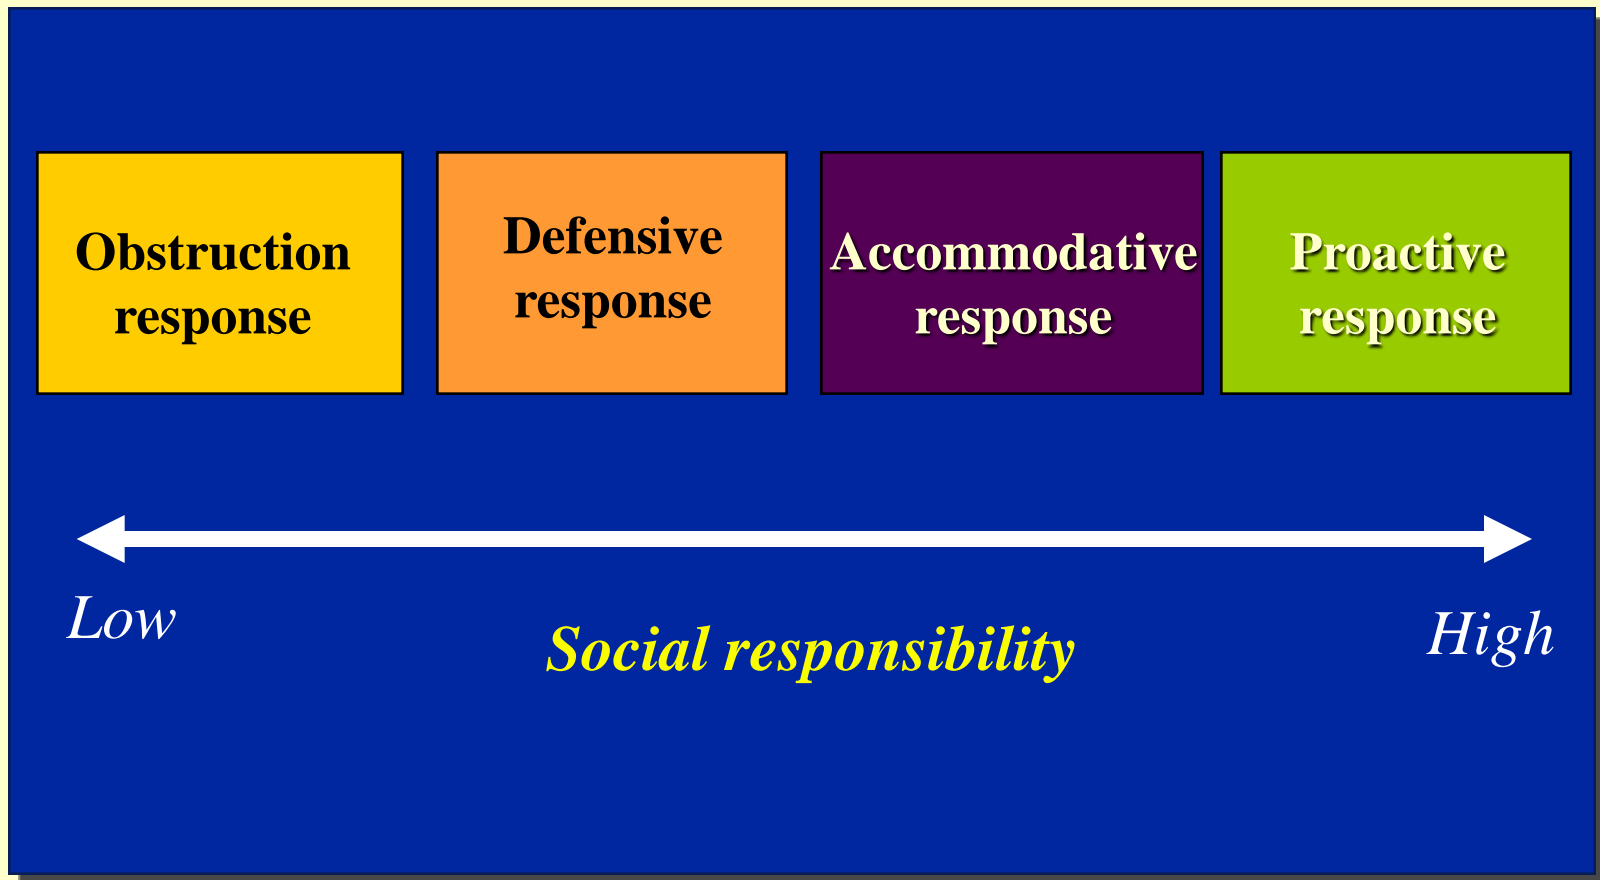 Obstruction
response
Defensive
response
Accommodative
response
Proactive
response
Low
Social responsibility
High